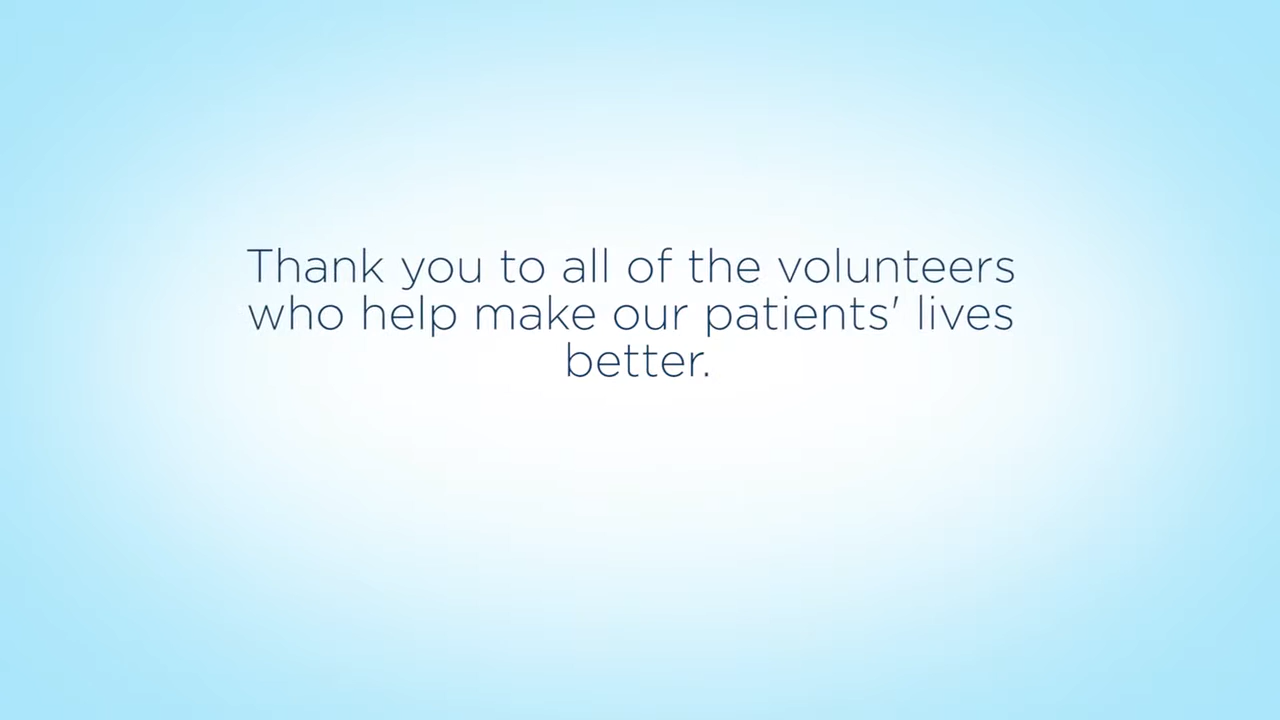 Thank you to all of the volunteers
who help make our patients' lives
better.